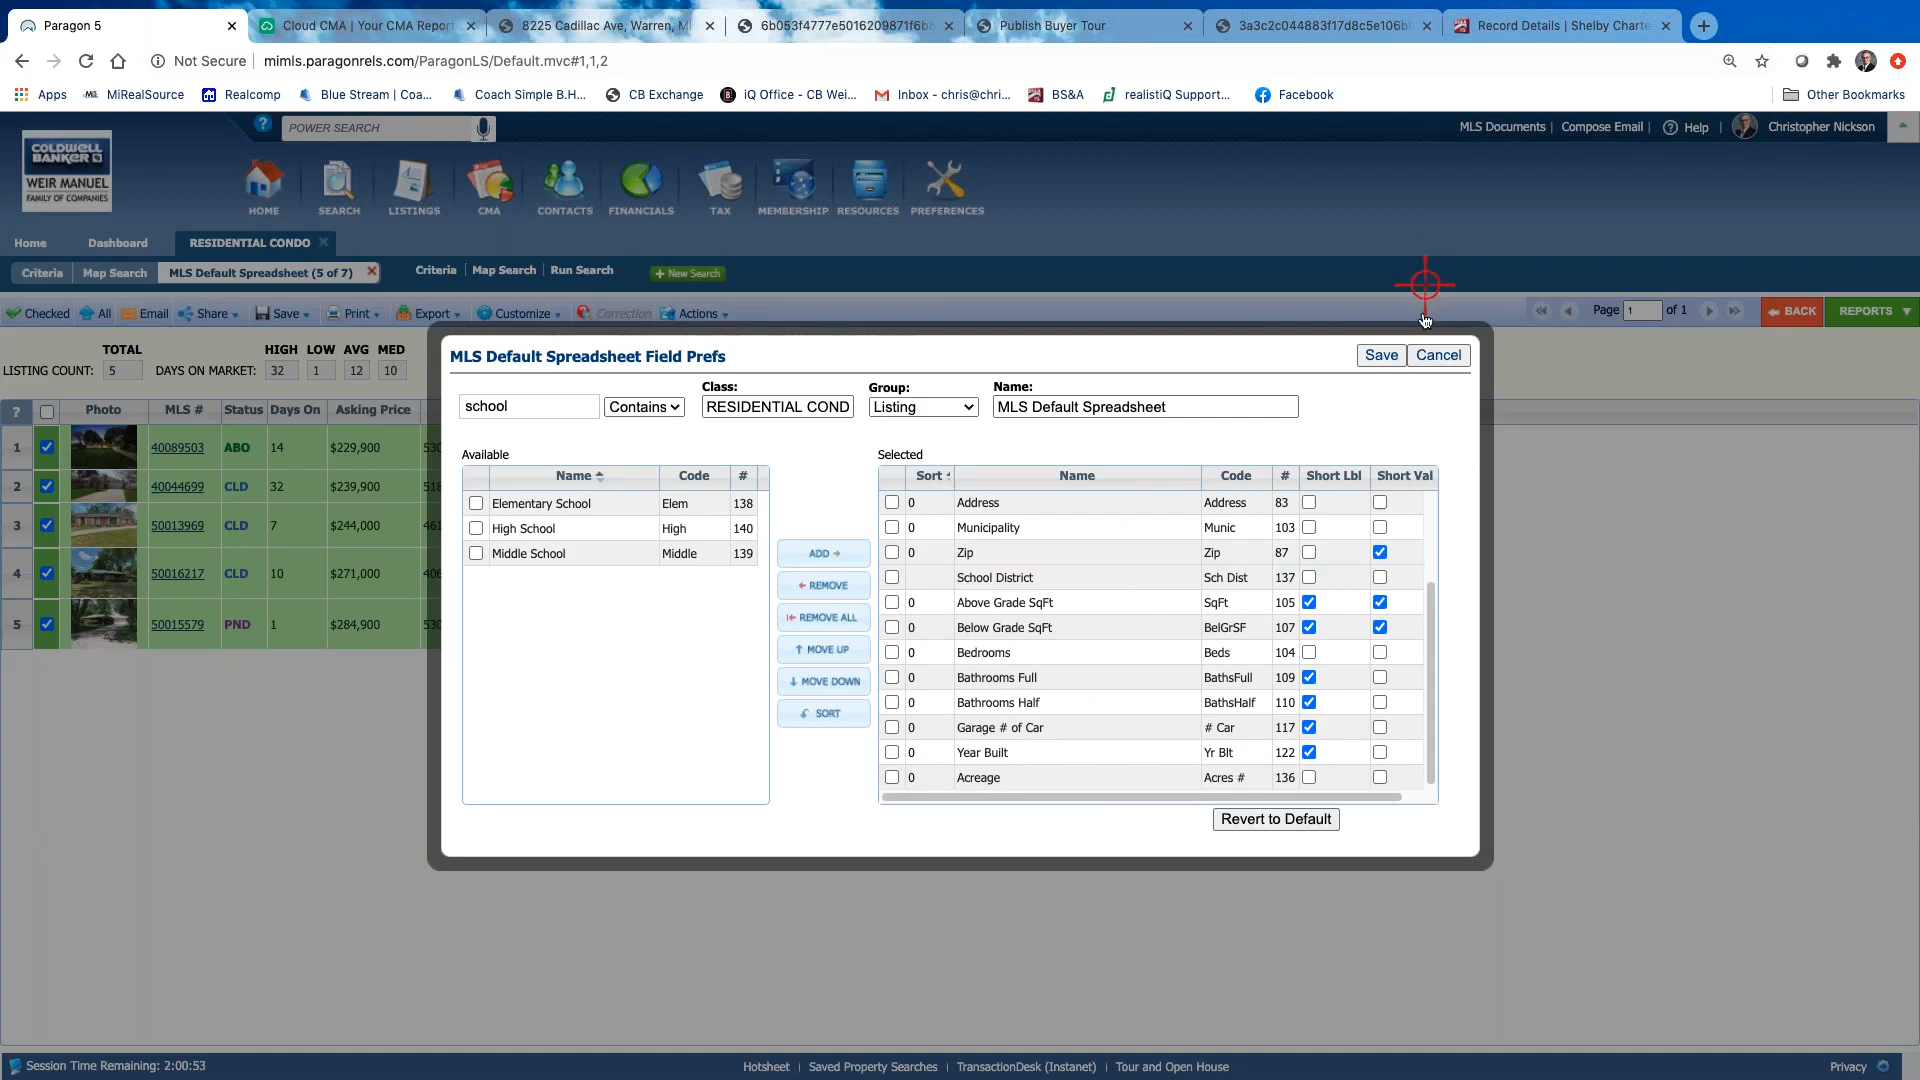 Paragon 5
Cloud CMA | Your CMA Report
8225 Cadillac Ave, Warren, M
6b053f4777e5016209871f6b8
Publish Buyer Tour
3a3c2c044883f17d8c5e106b
Record Details | Shelby Charte
Not Secure | mimls.paragonrels.com/ParagonLS/Default.mvc#1,1,2
Apps MiRealSource Realcomp Blue Stream | Coa... Coach Simple B.H... CB Exchange iQ Office - CB Wei... Inbox - chris@chri... BS&A realistiQ Support... Facebook Other Bookmarks
? POWER SEARCH
MLS Documents | Compose Email | ? Help | Christopher Nickson
COLDWELL
BANKER
WEIR MANUEL
FAMILY OF COMPANIES
HOME SEARCH LISTINGS CMA CONTACTS FINANCIALS TAX MEMBERSHIP RESOURCES PREFERENCES
Home Dashboard RESIDENTIAL CONDO
Criteria Map Search MLS Default Spreadsheet (5 of 7) Criteria | Map Search | Run Search + New Search
Checked All Email Share Save Print Export Customize Correction Actions
Page 1 of 1 BACK REPORTS
TOTAL HIGH LOW AVG MED
LISTING COUNT: 5 DAYS ON MARKET: 32 1 12 10
? Photo MLS # Status Days On Asking Price
1 40089503 ABO 14 $229,900 530
2 40044699 CLD 32 $239,900 518
3 50013969 CLD 7 $244,000 461
4 50016217 CLD 10 $271,000 406
5 50015579 PND 1 $284,900 530
MLS Default Spreadsheet Field Prefs
Save Cancel
Class: Group: Name:
school Contains RESIDENTIAL COND Listing MLS Default Spreadsheet
Available
Name Code #
Elementary School Elem 138
High School High 140
Middle School Middle 139
ADD
REMOVE
REMOVE ALL
MOVE UP
MOVE DOWN
SORT
Selected
Sort Name Code # Short Lbl Short Val
0 Address Address 83
0 Municipality Munic 103
0 Zip Zip 87
School District Sch Dist 137
0 Above Grade SqFt SqFt 105
0 Below Grade SqFt BelGrSF 107
0 Bedrooms Beds 104
0 Bathrooms Full BathsFull 109
0 Bathrooms Half BathsHalf 110
0 Garage # of Car # Car 117
0 Year Built Yr Blt 122
0 Acreage Acres # 136
Revert to Default
Session Time Remaining: 2:00:53
Hotsheet | Saved Property Searches | TransactionDesk (Instanet) | Tour and Open House
Privacy